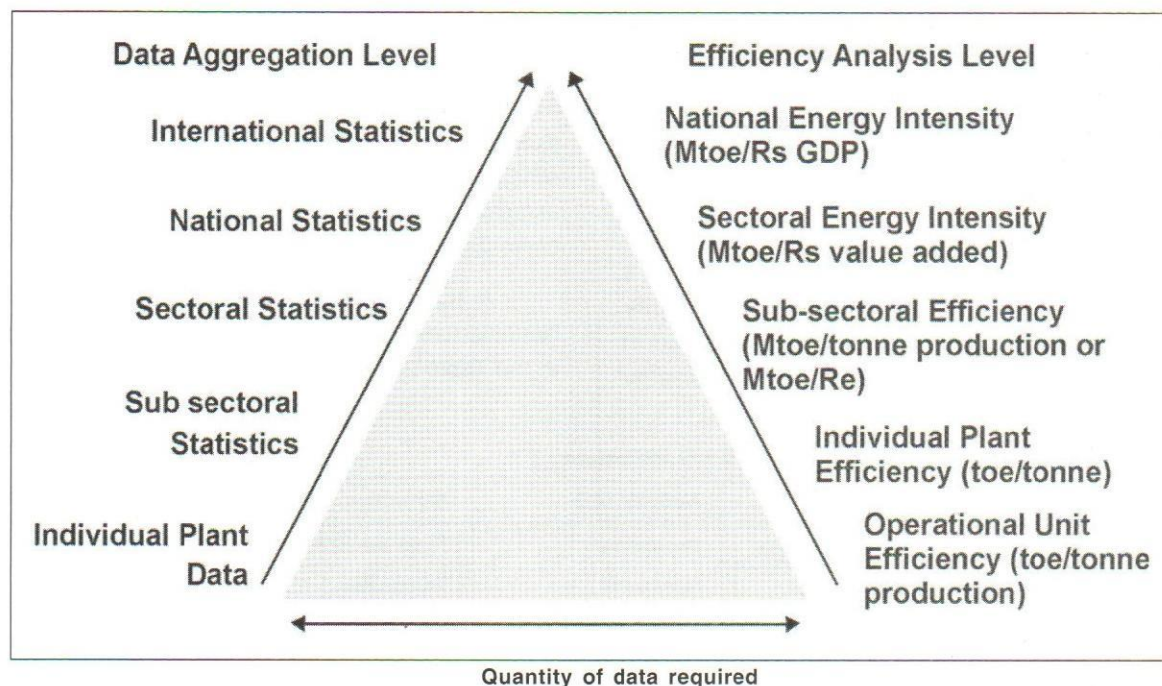 Data Aggregation Level
International Statistics
National Statistics
Sectoral Statistics
Sub sectoral
Statistics
Individual Plant
Data
Efficiency Analysis Level
National Energy Intensity
(Mtoe/Rs GDP)
Sectoral Energy Intensity
(Mtoe/Rs value added)
Sub-sectoral Efficiency
(Mtoe/tonne production or
Mtoe/Re)
Individual Plant
Efficiency (toe/tonne)
Operational Unit
Efficiency (toe/tonne
production)
Quantity of data required